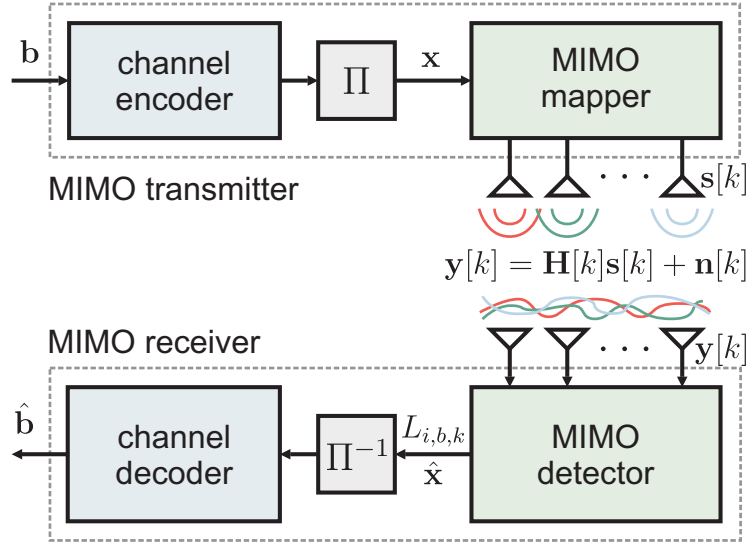 b
channel
encoder
Π
x
MIMO
mapper
MIMO transmitter
· · ·
s[k]
y[k] = H[k]s[k] + n[k]
MIMO receiver
· · ·
y[k]
b̂
channel
decoder
Π⁻¹
L_{i,b,k}
x̂
MIMO
detector